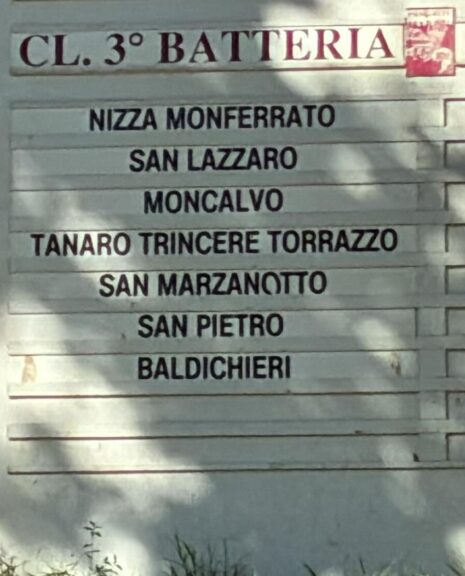 CL. 3° BATTERIA
NIZZA MONFERRATO
SAN LAZZARO
MONCALVO
TANARO TRINCERE TORRAZZO
SAN MARZANOTTO
SAN PIETRO
BALDICHIERI